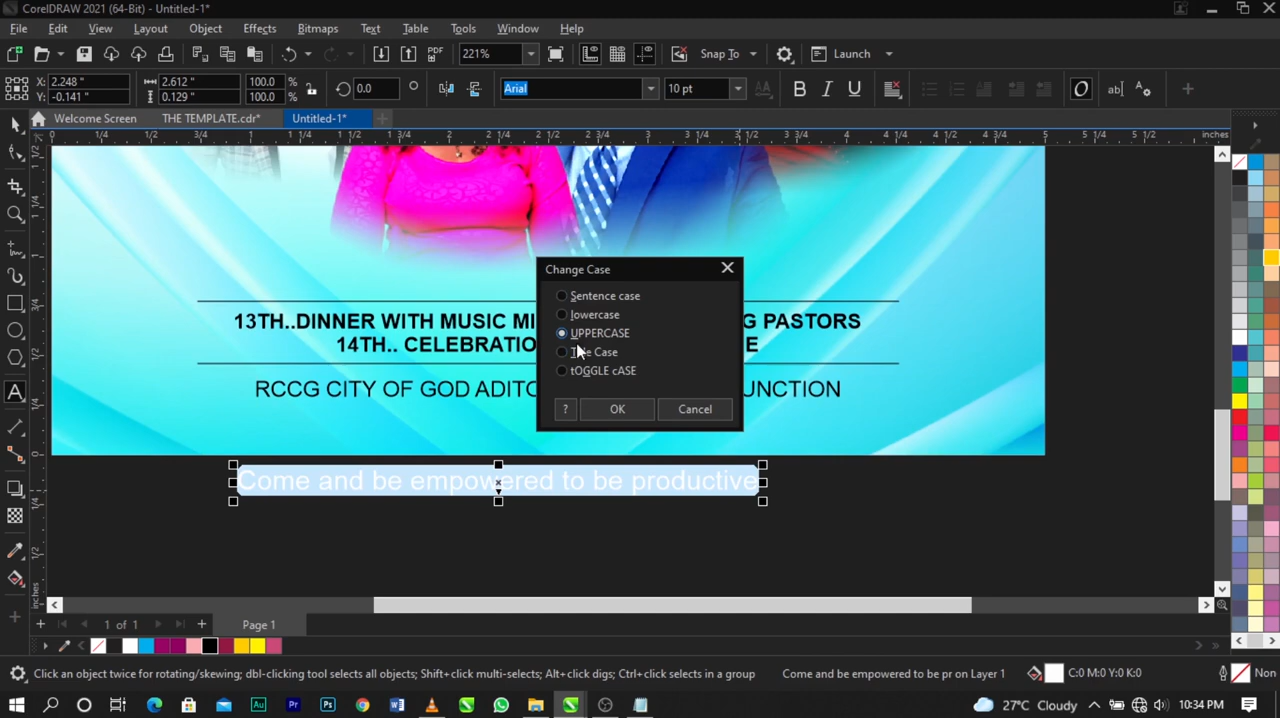 CorelDRAW 2021 (64-Bit) - Untitled-1*
File Edit View Layout Object Effects Bitmaps Text Table Tools Window Help
PDF 221% Snap To Launch
X: 2.248 " 2.612 " 100.0 % 0.0 Arial 10 pt B I U O ab
Y: -0.141 " 0.129 " 100.0 %
Welcome Screen THE TEMPLATE.cdr* Untitled-1*
inches
Change Case
Sentence case
lowercase
UPPERCASE
Title Case
tOGGLE cASE
? OK Cancel
13TH..DINNER WITH MUSIC G PASTORS
14TH.. E
RCCG CITY OF GOD UNCTION
Come and be empowered to be productive
inches
1 of 1 Page 1
Click an object twice for rotating/skewing; dbl-clicking tool selects all objects; Shift+click multi-selects; Alt+click digs; Ctrl+click selects in a group Come and be empowered to be pr on Layer 1 C:0 M:0 Y:0 K:0 Non
27°C Cloudy 10:34 PM